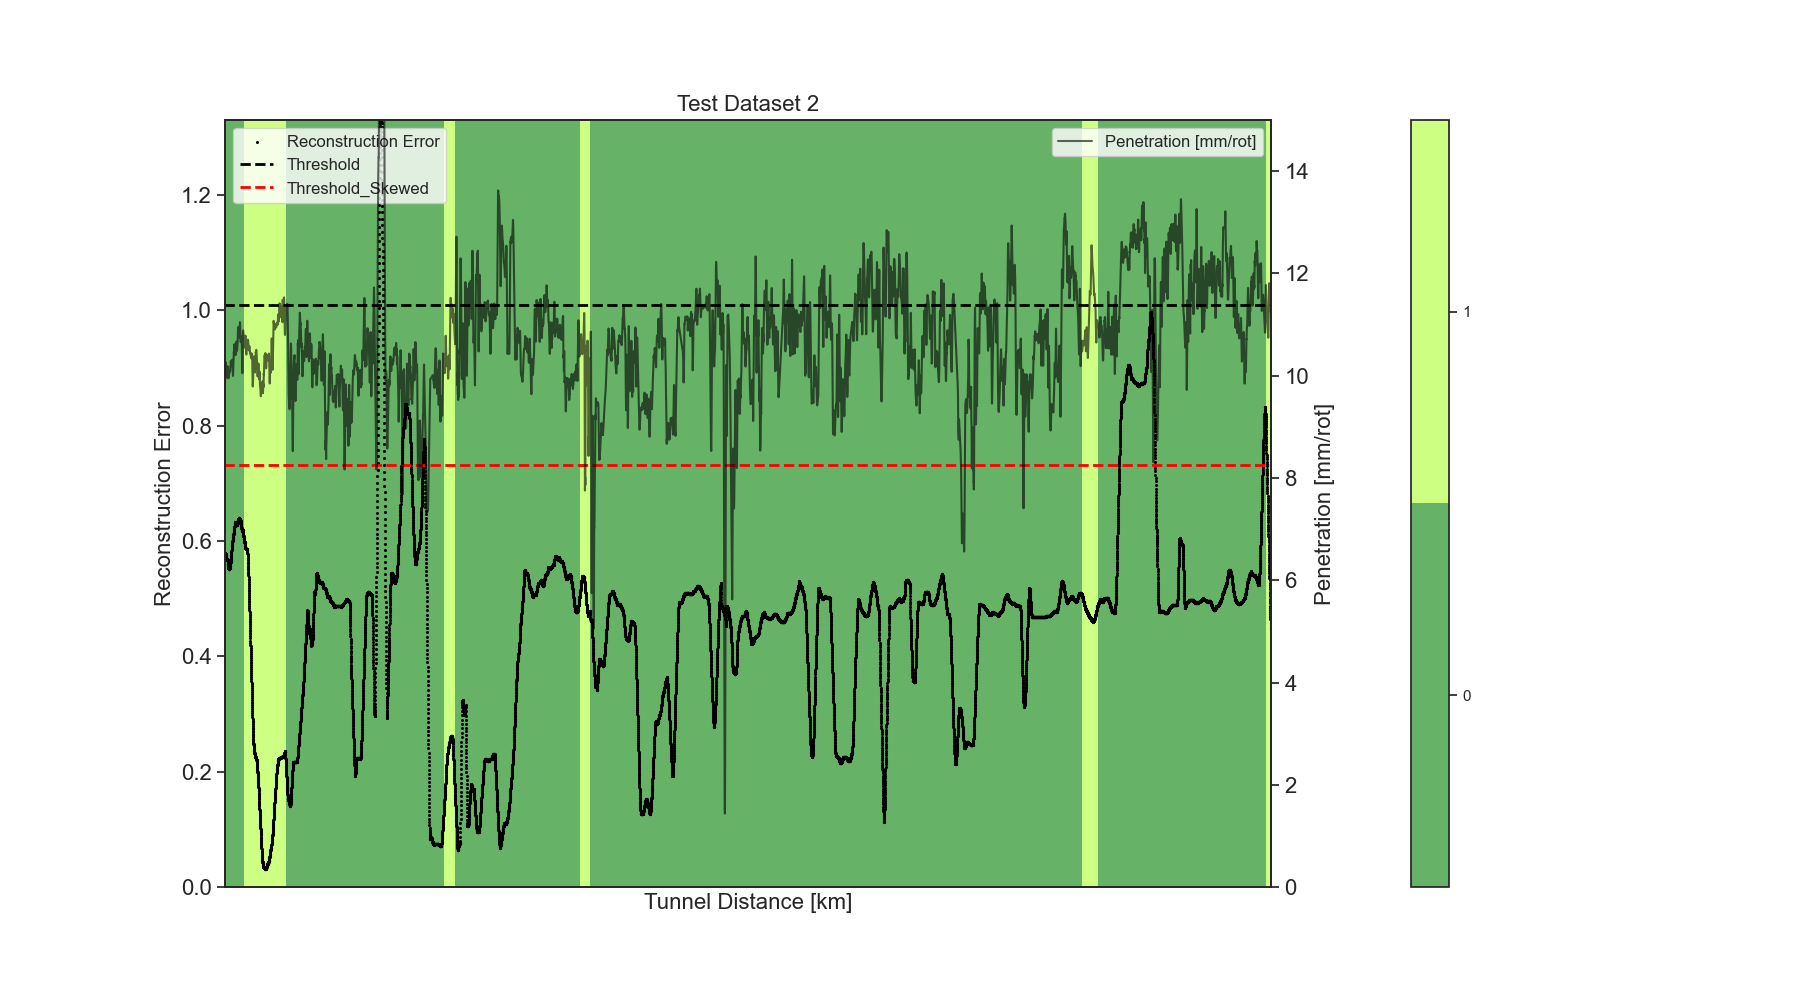 Test Dataset 2
Reconstruction Error
Threshold
Threshold_Skewed
Penetration [mm/rot]
1.2
1.0
0.8
0.6
0.4
0.2
0.0
Reconstruction Error
14
12
10
8
6
4
2
0
Penetration [mm/rot]
Tunnel Distance [km]
1
0